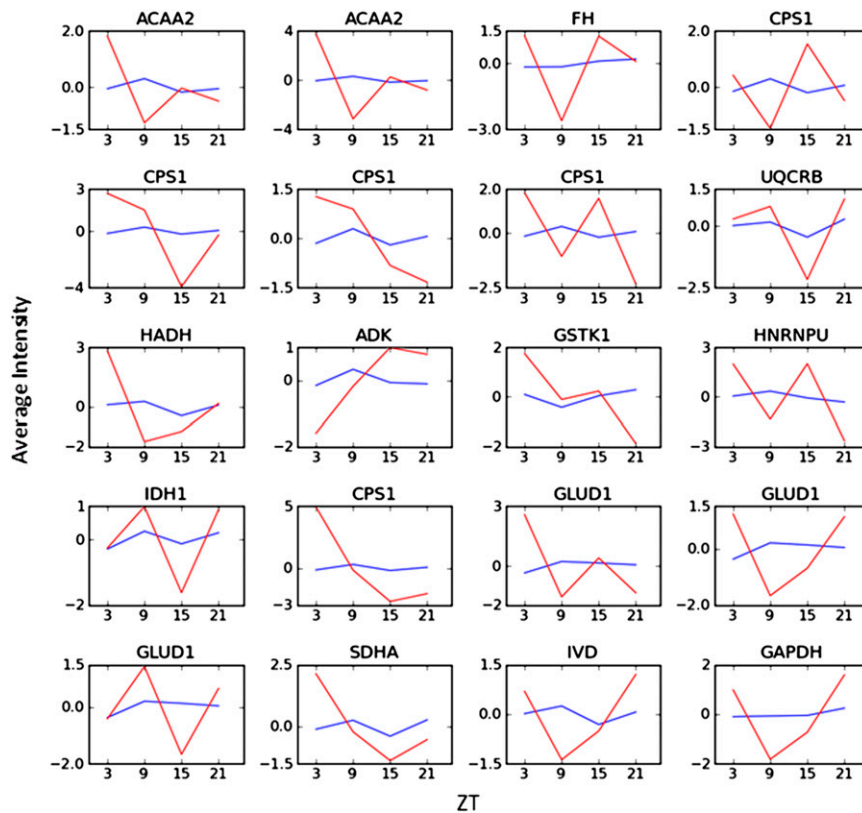 ACAA2 ACAA2 FH CPS1
2.0 4 1.5 2.0
0.0 0 0.0 0.0
−1.5 −4 −3.0 −1.5
3 9 15 21 3 9 15 21 3 9 15 21 3 9 15 21
CPS1 CPS1 CPS1 UQCRB
3 1.5 2.0 1.5
0 0.0 0.0 0.0
−4 −1.5 −2.5 −2.5
3 9 15 21 3 9 15 21 3 9 15 21 3 9 15 21
Average Intensity
HADH ADK GSTK1 HNRNPU
3 1 2 3
0 0 0 0
−2 −2 −2 −3
3 9 15 21 3 9 15 21 3 9 15 21 3 9 15 21
IDH1 CPS1 GLUD1 GLUD1
1 5 3 1.5
0 0 0 0.0
−2 −3 −2 −2.0
3 9 15 21 3 9 15 21 3 9 15 21 3 9 15 21
GLUD1 SDHA IVD GAPDH
1.5 2.5 1.5 2
0.0 0.0 0.0 0
−2.0 −1.5 −1.5 −2
3 9 15 21 3 9 15 21 3 9 15 21 3 9 15 21
ZT